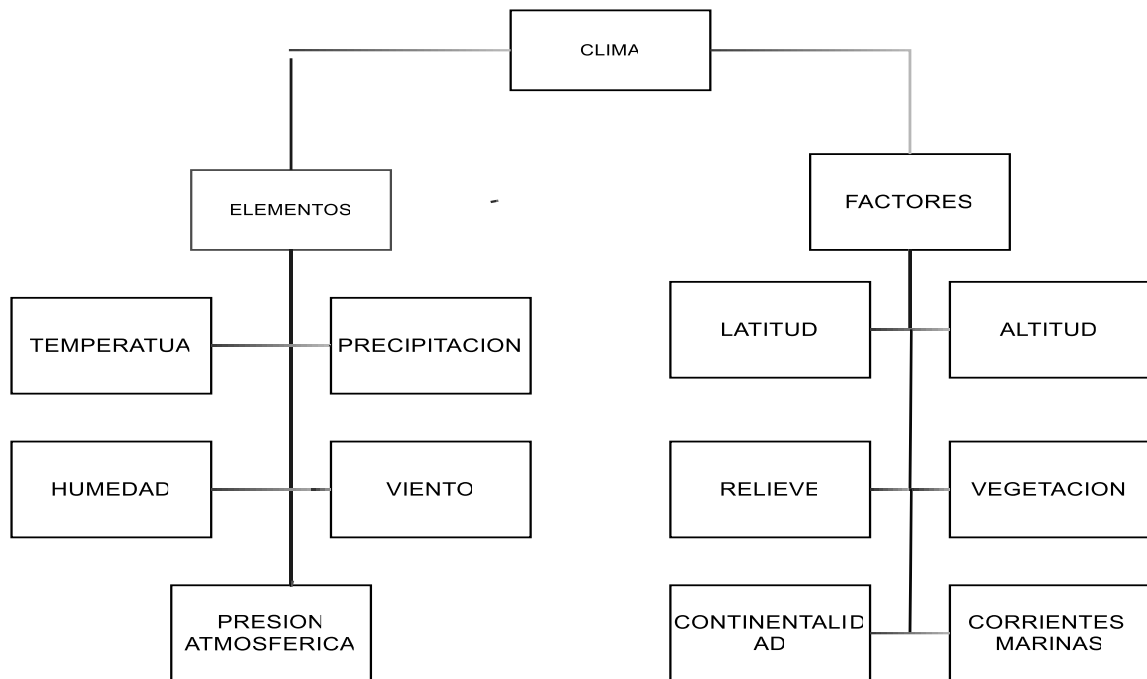 CLIMA
ELEMENTOS
FACTORES
TEMPERATUA
PRECIPITACION
LATITUD
ALTITUD
HUMEDAD
VIENTO
RELIEVE
VEGETACION
PRESION
ATMOSFERICA
CONTINENTALID
AD
CORRIENTES
MARINAS